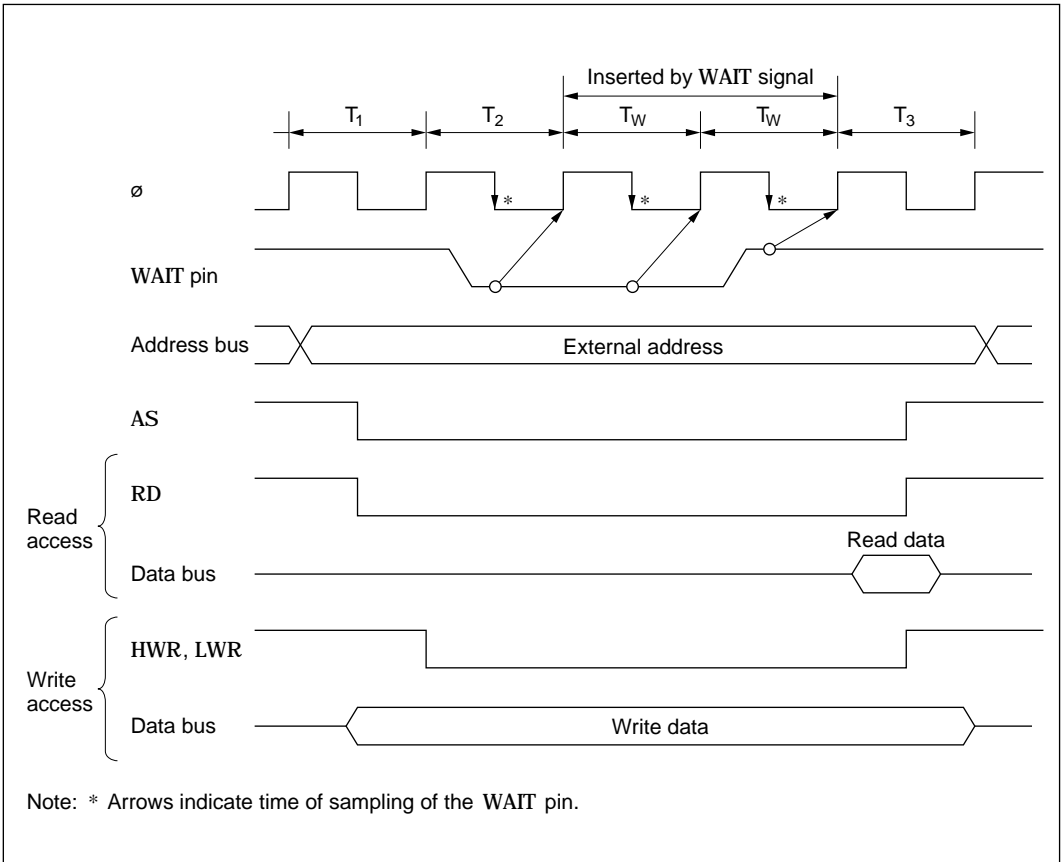 Inserted by WAIT signal
T1 T2 TW TW T3
ø
* * *
WAIT pin
Address bus
External address
AS
Read access
RD
Read data
Data bus
Write access
HWR, LWR
Data bus
Write data
Note: * Arrows indicate time of sampling of the WAIT pin.